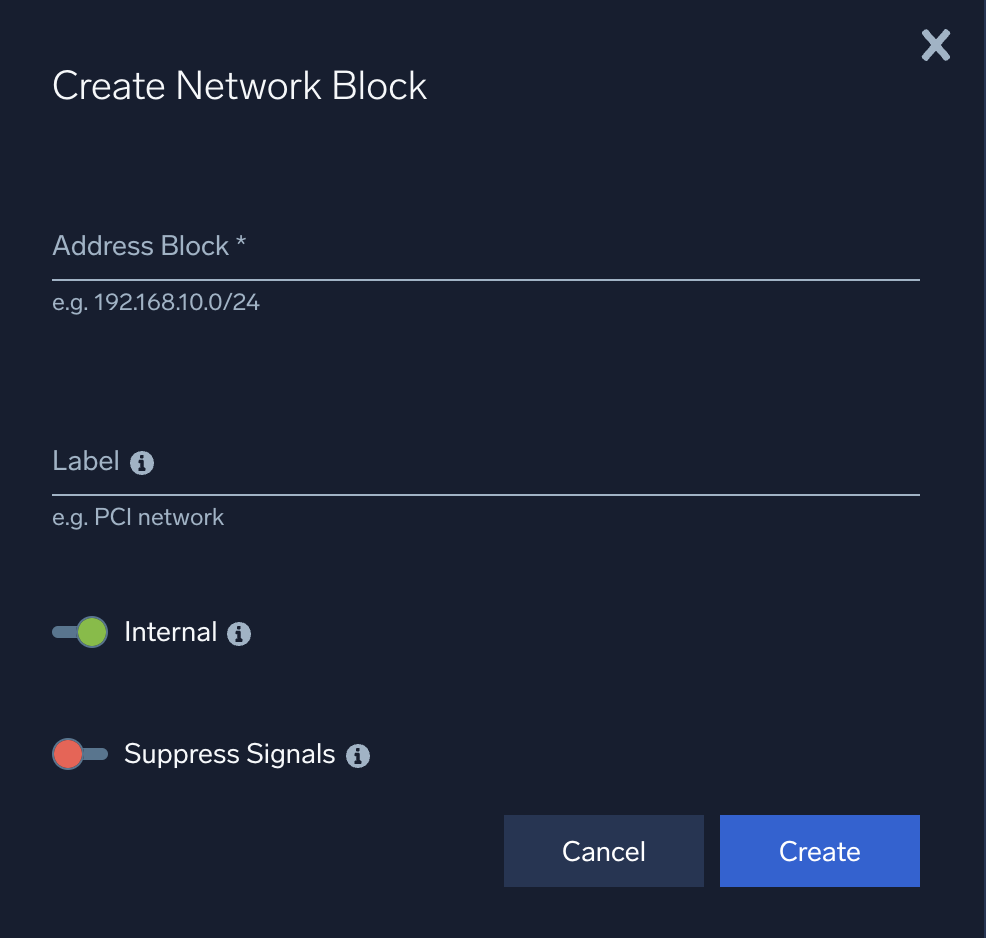 Create Network Block
Address Block *
e.g. 192.168.10.0/24
Label
e.g. PCI network
Internal
Suppress Signals
Cancel
Create